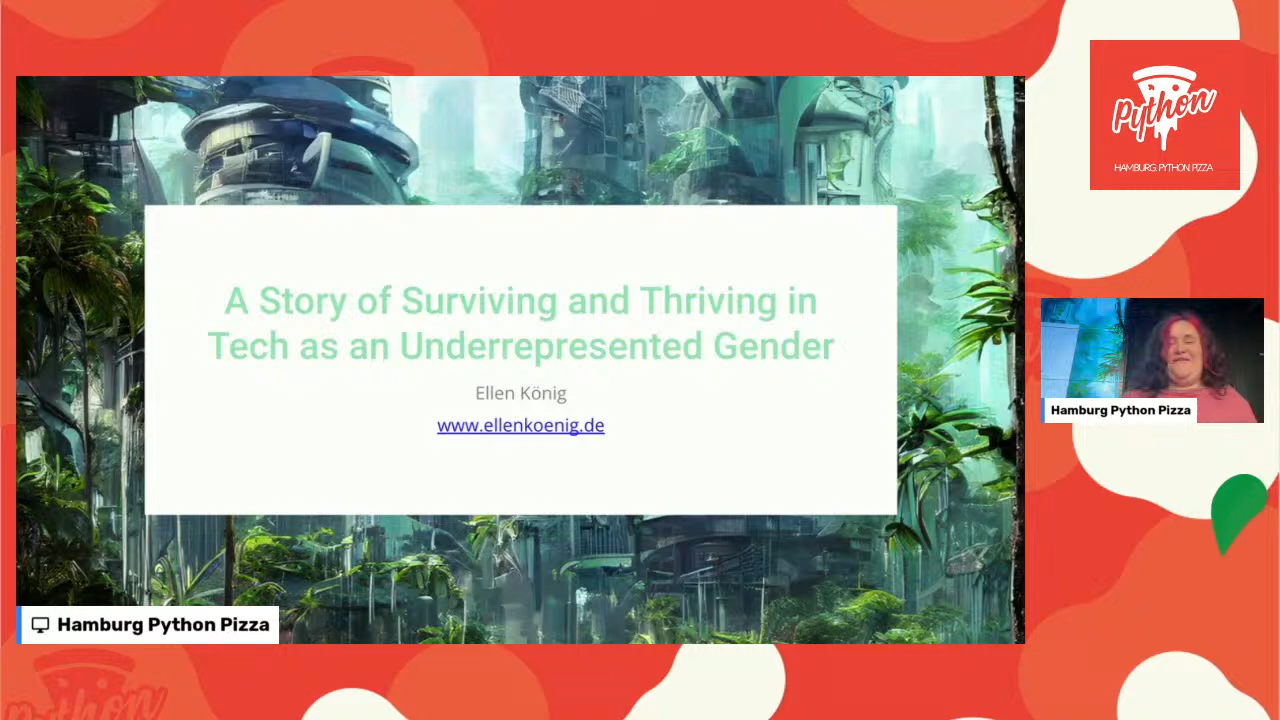 A Story of Surviving and Thriving in
Tech as an Underrepresented Gender
Ellen König
www.ellenkoenig.de
Hamburg Python Pizza
Python
HAMBURG PYTHON PIZZA
Hamburg Python Pizza
Python